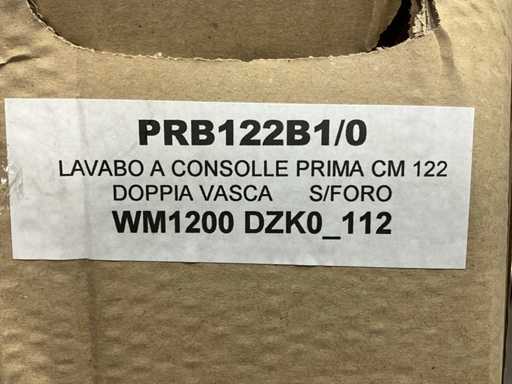 PRB122B1/0
LAVABO A CONSOLLE PRIMA CM 122
DOPPIA VASCA S/FORO
WM1200 DZK0_112